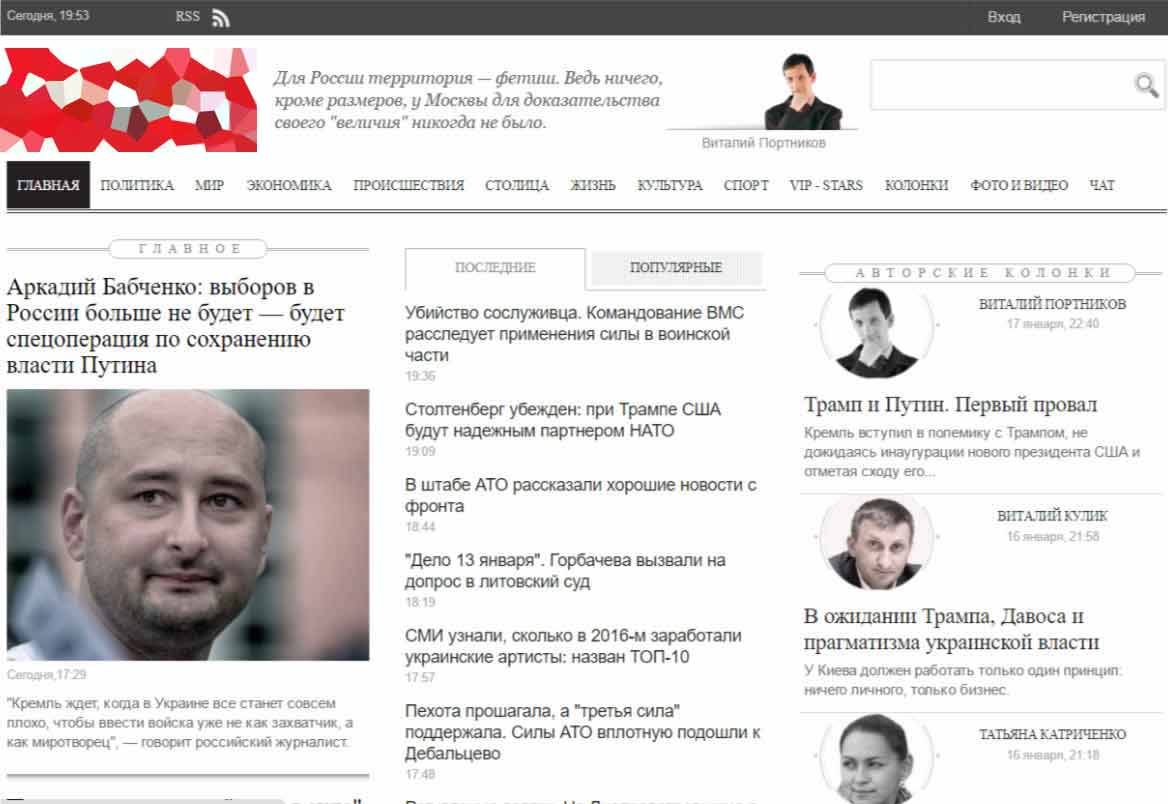 Сегодня, 19:53
RSS
Вход
Регистрация
Для России территория — фетиш. Ведь ничего,
кроме размеров, у Москвы для доказательства
своего "величия" никогда не было.
Виталий Портников
ГЛАВНАЯ ПОЛИТИКА МИР ЭКОНОМИКА ПРОИСШЕСТВИЯ СТОЛИЦА ЖИЗНЬ КУЛЬТУРА СПОРТ VIP - STARS КОЛОНКИ ФОТО И ВИДЕО ЧАТ
ГЛАВНОЕ
Аркадий Бабченко: выборов в
России больше не будет — будет
спецоперация по сохранению
власти Путина
Сегодня,17:29
"Кремль ждет, когда в Украине все станет совсем
плохо, чтобы ввести войска уже не как захватчик, а
как миротворец", — говорит российский журналист.
ПОСЛЕДНИЕ
ПОПУЛЯРНЫЕ
Убийство сослуживца. Командование ВМС
расследует применения силы в воинской
части
19:36
Столтенберг убежден: при Трампе США
будут надежным партнером НАТО
19:09
В штабе АТО рассказали хорошие новости с
фронта
18:44
"Дело 13 января". Горбачева вызвали на
допрос в литовский суд
18:19
СМИ узнали, сколько в 2016-м заработали
украинские артисты: назван ТОП-10
17:57
Пехота прошагала, а "третья сила"
поддержала. Силы АТО вплотную подошли к
Дебальцево
17:48
АВТОРСКИЕ КОЛОНКИ
ВИТАЛИЙ ПОРТНИКОВ
17 января, 22:40
Трамп и Путин. Первый провал
Кремль вступил в полемику с Трампом, не
дожидаясь инаугурации нового президента США и
отметая сходу его...
ВИТАЛИЙ КУЛИК
16 января, 21:58
В ожидании Трампа, Давоса и
прагматизма украинской власти
У Киева должен работать только один принцип:
ничего личного, только бизнес.
ТАТЬЯНА КАТРИЧЕНКО
16 января, 21:18